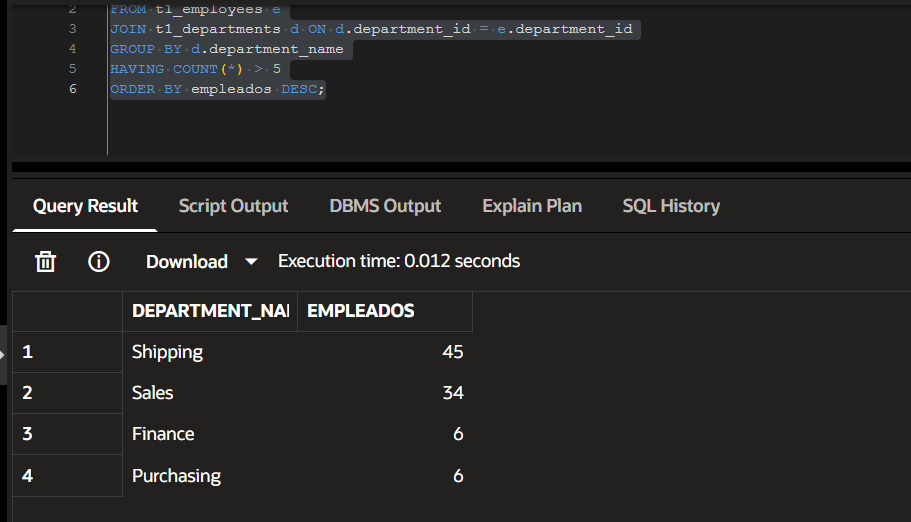 2 FROM t1_employees e
3 JOIN t1_departments d ON d.department_id = e.department_id
4 GROUP BY d.department_name
5 HAVING COUNT(*) > 5
6 ORDER BY empleados DESC;
Query Result Script Output DBMS Output Explain Plan SQL History
Download Execution time: 0.012 seconds
DEPARTMENT_NAI EMPLEADOS
1 Shipping 45
2 Sales 34
3 Finance 6
4 Purchasing 6